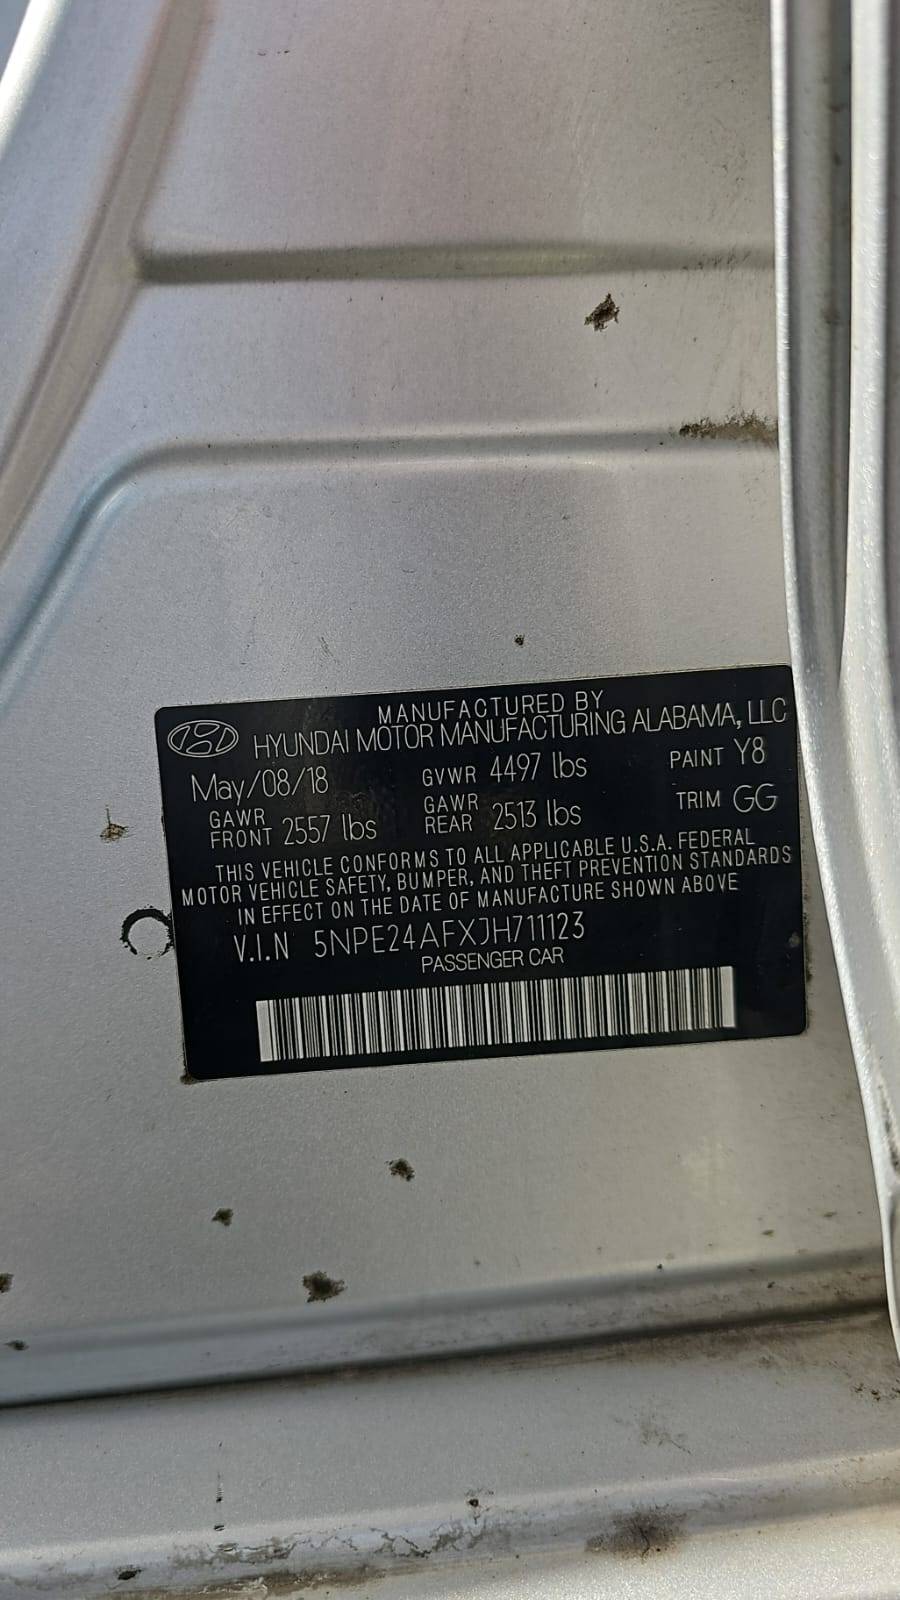 MANUFACTURED BY
HYUNDAI MOTOR MANUFACTURING ALABAMA, LLC
May/08/18 GVWR 4497 lbs PAINT Y8
GAWR FRONT 2557 lbs GAWR REAR 2513 lbs TRIM GG
THIS VEHICLE CONFORMS TO ALL APPLICABLE U.S.A. FEDERAL
MOTOR VEHICLE SAFETY, BUMPER, AND THEFT PREVENTION STANDARDS
IN EFFECT ON THE DATE OF MANUFACTURE SHOWN ABOVE
V.I.N 5NPE24AFXJH711123
PASSENGER CAR